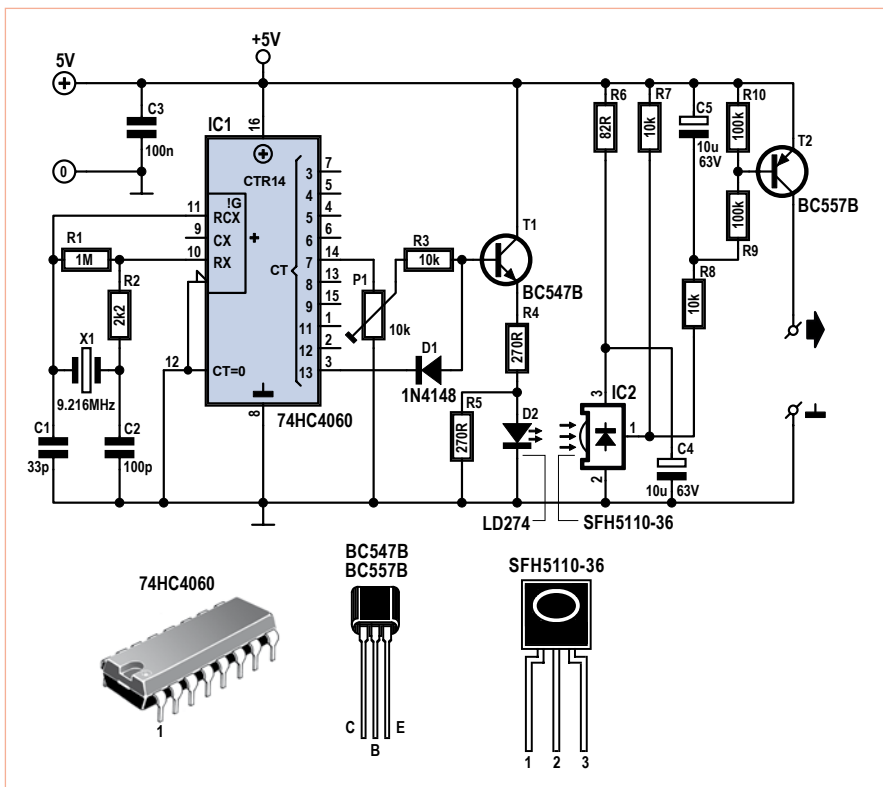 +5V
5V
0
C3
100n
IC1
16
CTR14
!G
11
RCX
9
CX
+
10
RX
CT
12
CT=0
8
74HC4060
3
7
4
5
5
4
6
6
7
14
8
13
9
15
11
1
12
2
13
3
R1
1M
R2
2k2
X1
9.216MHz
C1
33p
C2
100p
P1
10k
R3
10k
D1
1N4148
T1
BC547B
R4
270R
R5
270R
D2
LD274
R6
82R
R7
10k
C5
10u
63V
R10
100k
T2
BC557B
100k
R9
R8
10k
IC2
3
1
2
C4
10u 63V
SFH5110-36
74HC4060
1
BC547B
BC557B
C
B
E
SFH5110-36
1 2 3